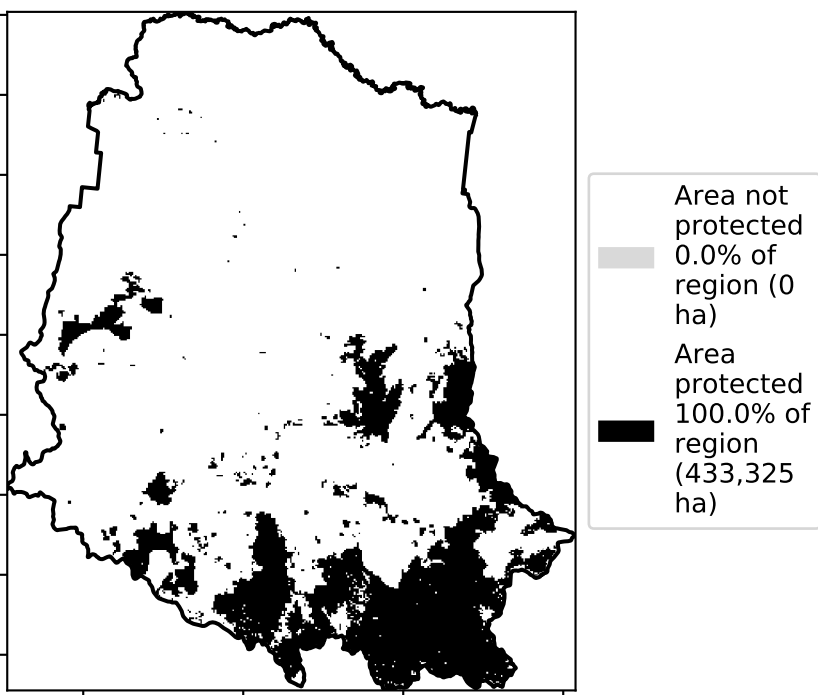 Area not
protected
0.0% of
region (0
ha)
Area
protected
100.0% of
region
(433,325
ha)